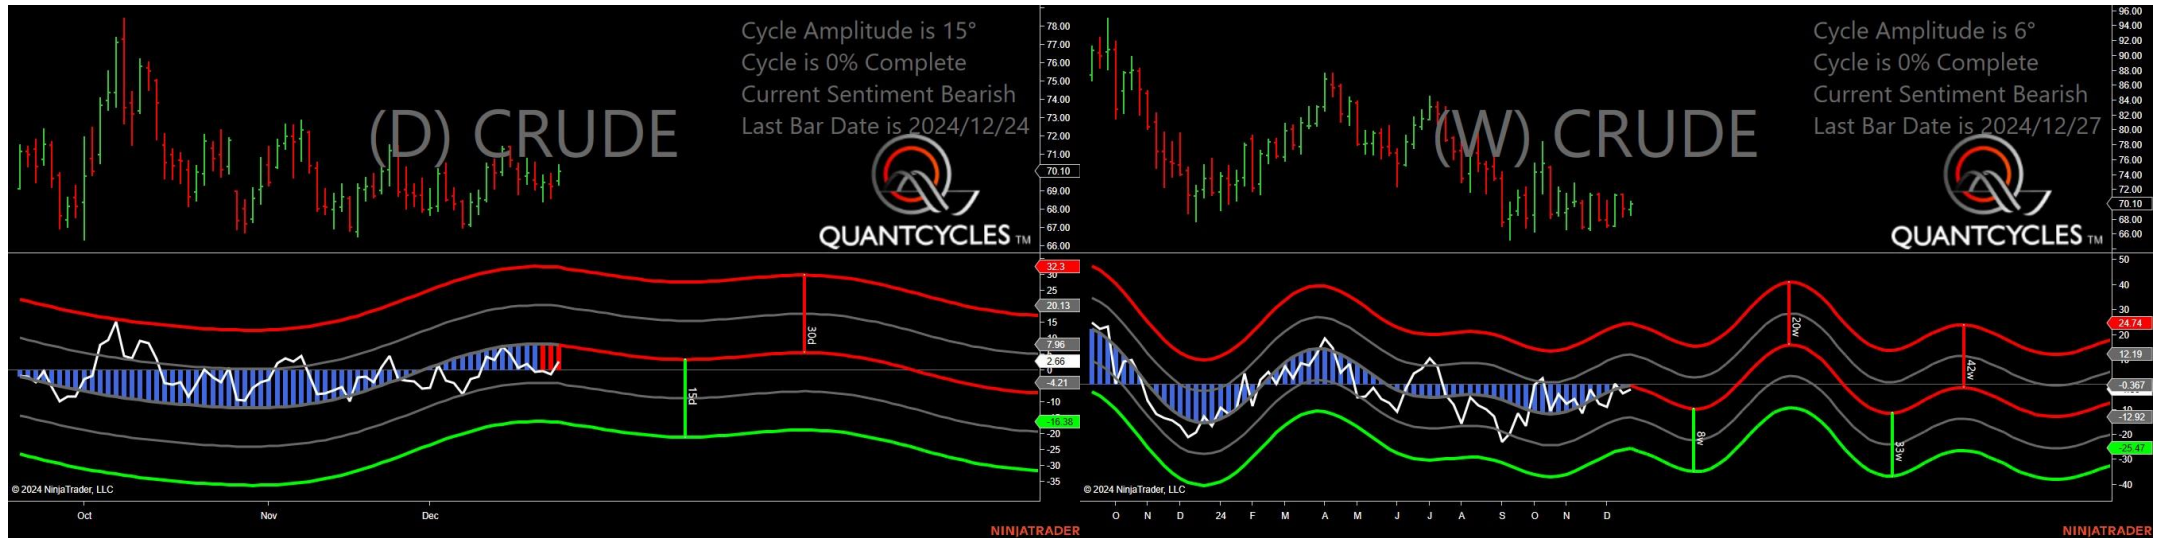 Cycle Amplitude is 15°
Cycle is 0% Complete
Current Sentiment Bearish
Last Bar Date is 2024/12/24
(D) CRUDE
QUANTCYCLES TM
78.00
77.00
76.00
75.00
74.00
73.00
72.00
71.00
70.10
69.00
68.00
67.00
66.00
32.3
30
25
20.13
15
10
7.96
2.66
0
-4.21
-10
-16.38
-20
-25
-30
-35
30d
15d
© 2024 NinjaTrader, LLC
Oct
Nov
Dec
NINJATRADER
Cycle Amplitude is 6°
Cycle is 0% Complete
Current Sentiment Bearish
Last Bar Date is 2024/12/27
(W) CRUDE
QUANTCYCLES TM
96.00
94.00
92.00
90.00
88.00
86.00
84.00
82.00
80.00
78.00
76.00
74.00
72.00
70.10
68.00
66.00
50
40
30
24.74
20
12.19
-0.367
-10
-12.92
-20
-25.47
-30
-40
20w
42w
8w
33w
© 2024 NinjaTrader, LLC
O
N
D
24
F
M
A
M
J
J
A
S
O
N
D
NINJATRADER